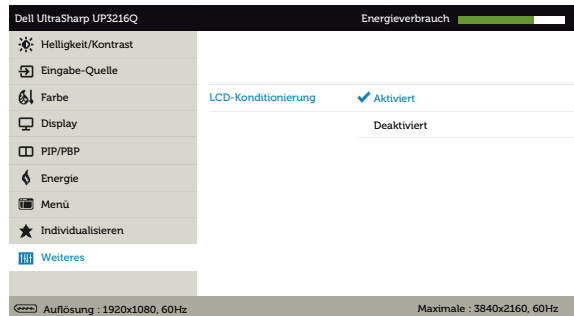 Dell UltraSharp UP3216Q Energieverbrauch
Helligkeit/Kontrast
Eingabe-Quelle
Farbe LCD-Konditionierung Aktiviert
Display Deaktiviert
PIP/PBP
Energie
Menü
Individualisieren
Weiteres
Auflösung : 1920x1080, 60Hz Maximale : 3840x2160, 60Hz